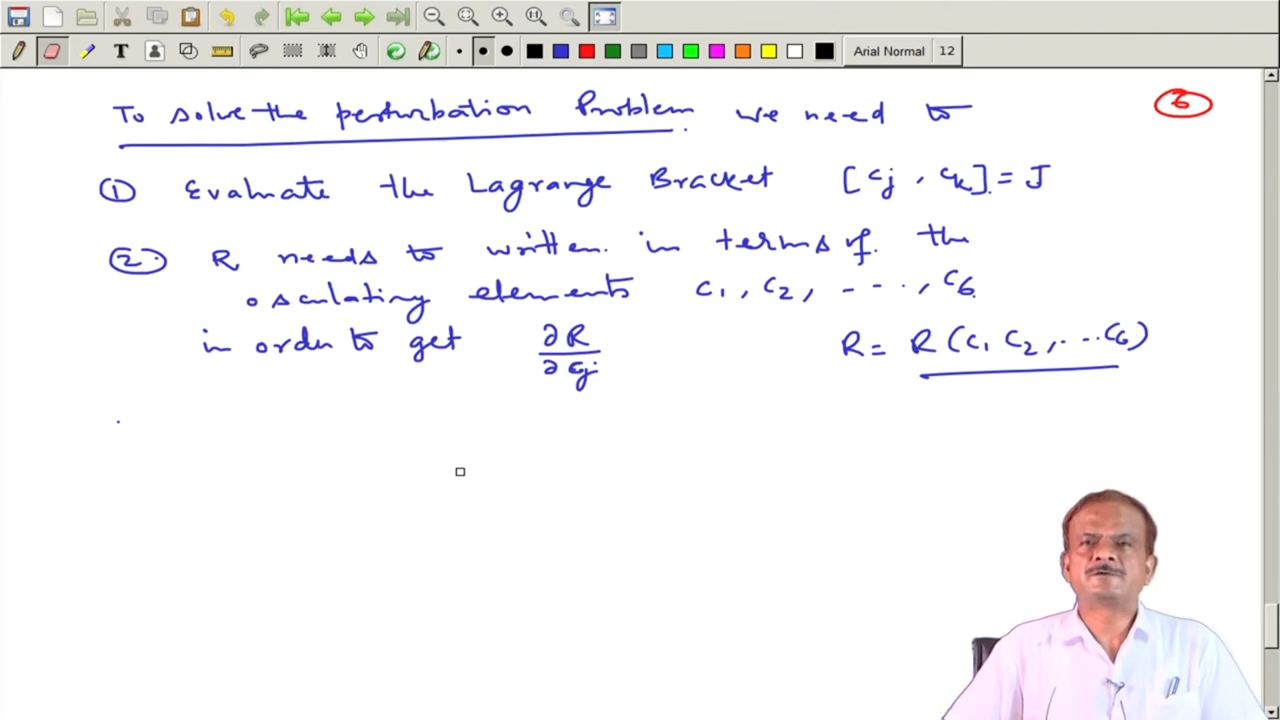 Arial Normal 12
To solve the perturbation Problem we need to
6
① Evaluate the Lagrange Bracket [cj, ck] = J
② R needs to written in terms of the
osculating elements c1, c2, ---, c6
in order to get ∂R/∂cj R = R(c1 c2, ...c6)